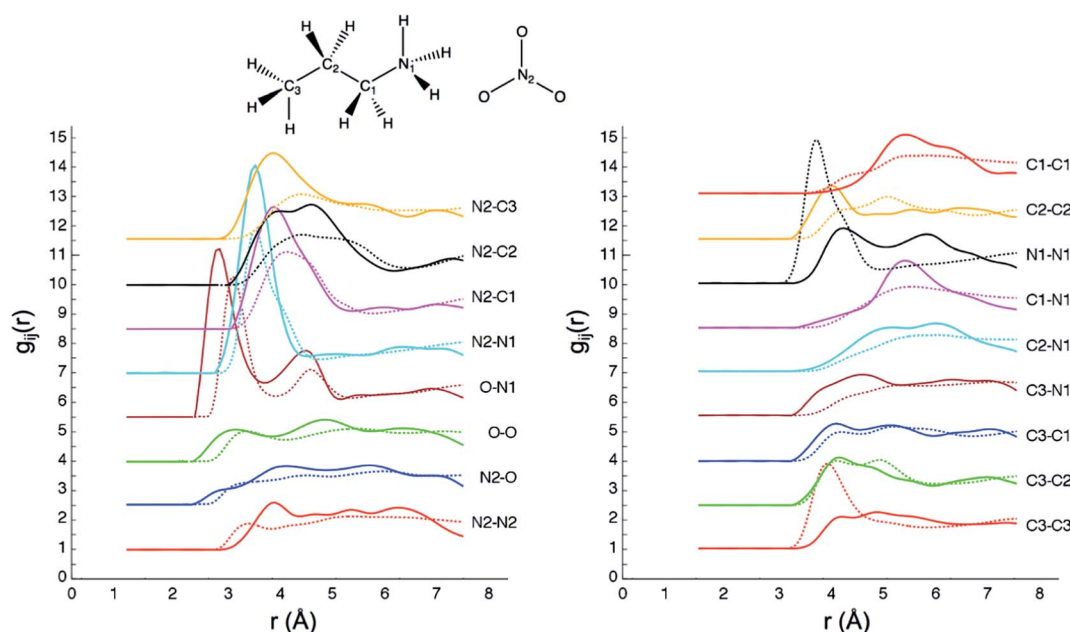 H H H H
H C2 N1 H O
C3 C1 H N2
H H H H O O
15
14
13
12
11
10
9
8
7
6
5
4
3
2
1
0
gij(r)
N2-C3
N2-C2
N2-C1
N2-N1
O-N1
O-O
N2-O
N2-N2
0 1 2 3 4 5 6 7 8
r (Å)
15
14
13
12
11
10
9
8
7
6
5
4
3
2
1
0
gij(r)
C1-C1
C2-C2
N1-N1
C1-N1
C2-N1
C3-N1
C3-C1
C3-C2
C3-C3
0 1 2 3 4 5 6 7 8
r (Å)